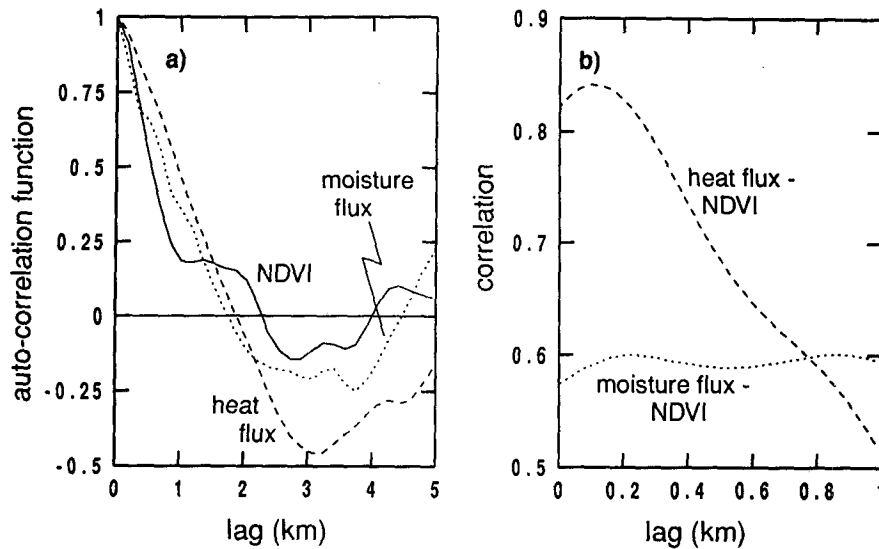 1
0.75
0.5
0.25
0
-0.25
-0.5
auto-correlation function
a)
moisture
flux
NDVI
heat
flux
0 1 2 3 4 5
lag (km)
0.9
0.8
0.7
0.6
0.5
correlation
b)
heat flux -
NDVI
moisture flux -
NDVI
0 0.2 0.4 0.6 0.8 1
lag (km)